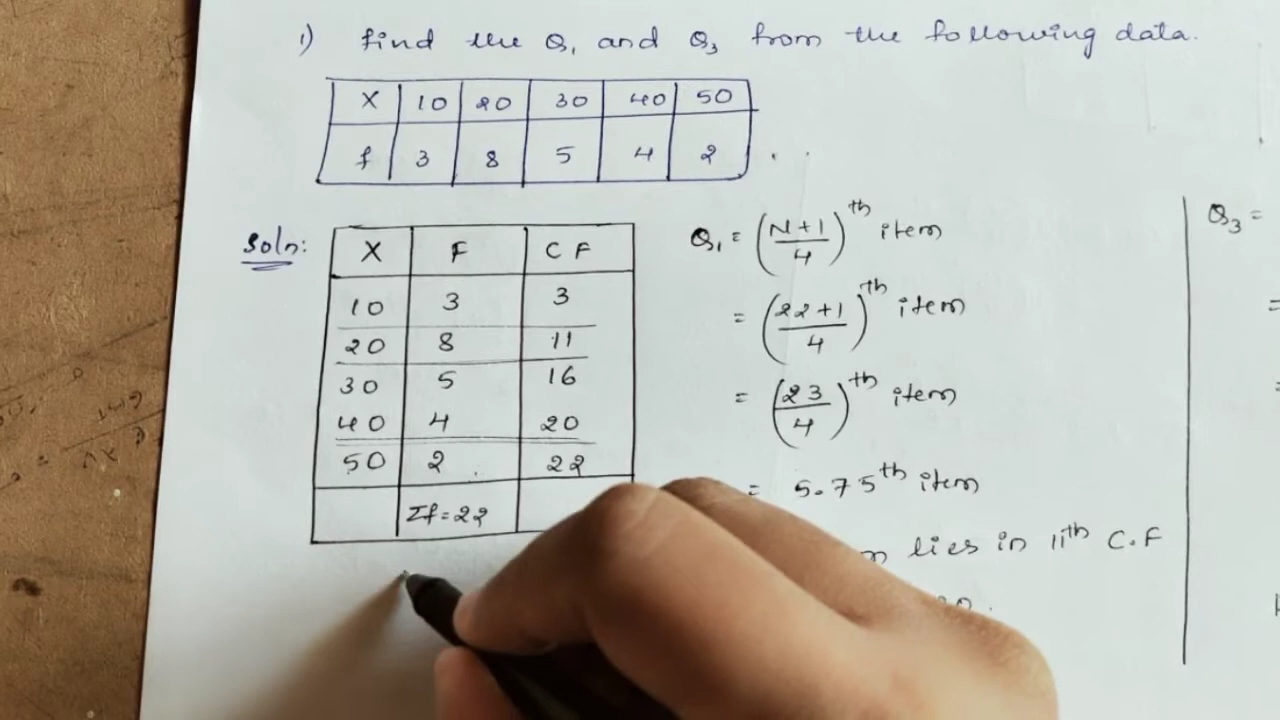 1) find the Q1 and Q3 from the following data.
X 10 20 30 40 50
f 3 8 5 4 2
Soln:
X F C F
10 3 3
20 8 11
30 5 16
40 4 20
50 2 22
Σf=22
Q1 = (N+1/4)th item
= (22+1/4)th item
= (23/4)th item
= 5.75th item
lies in 11th C.F
Q3 =
=
=